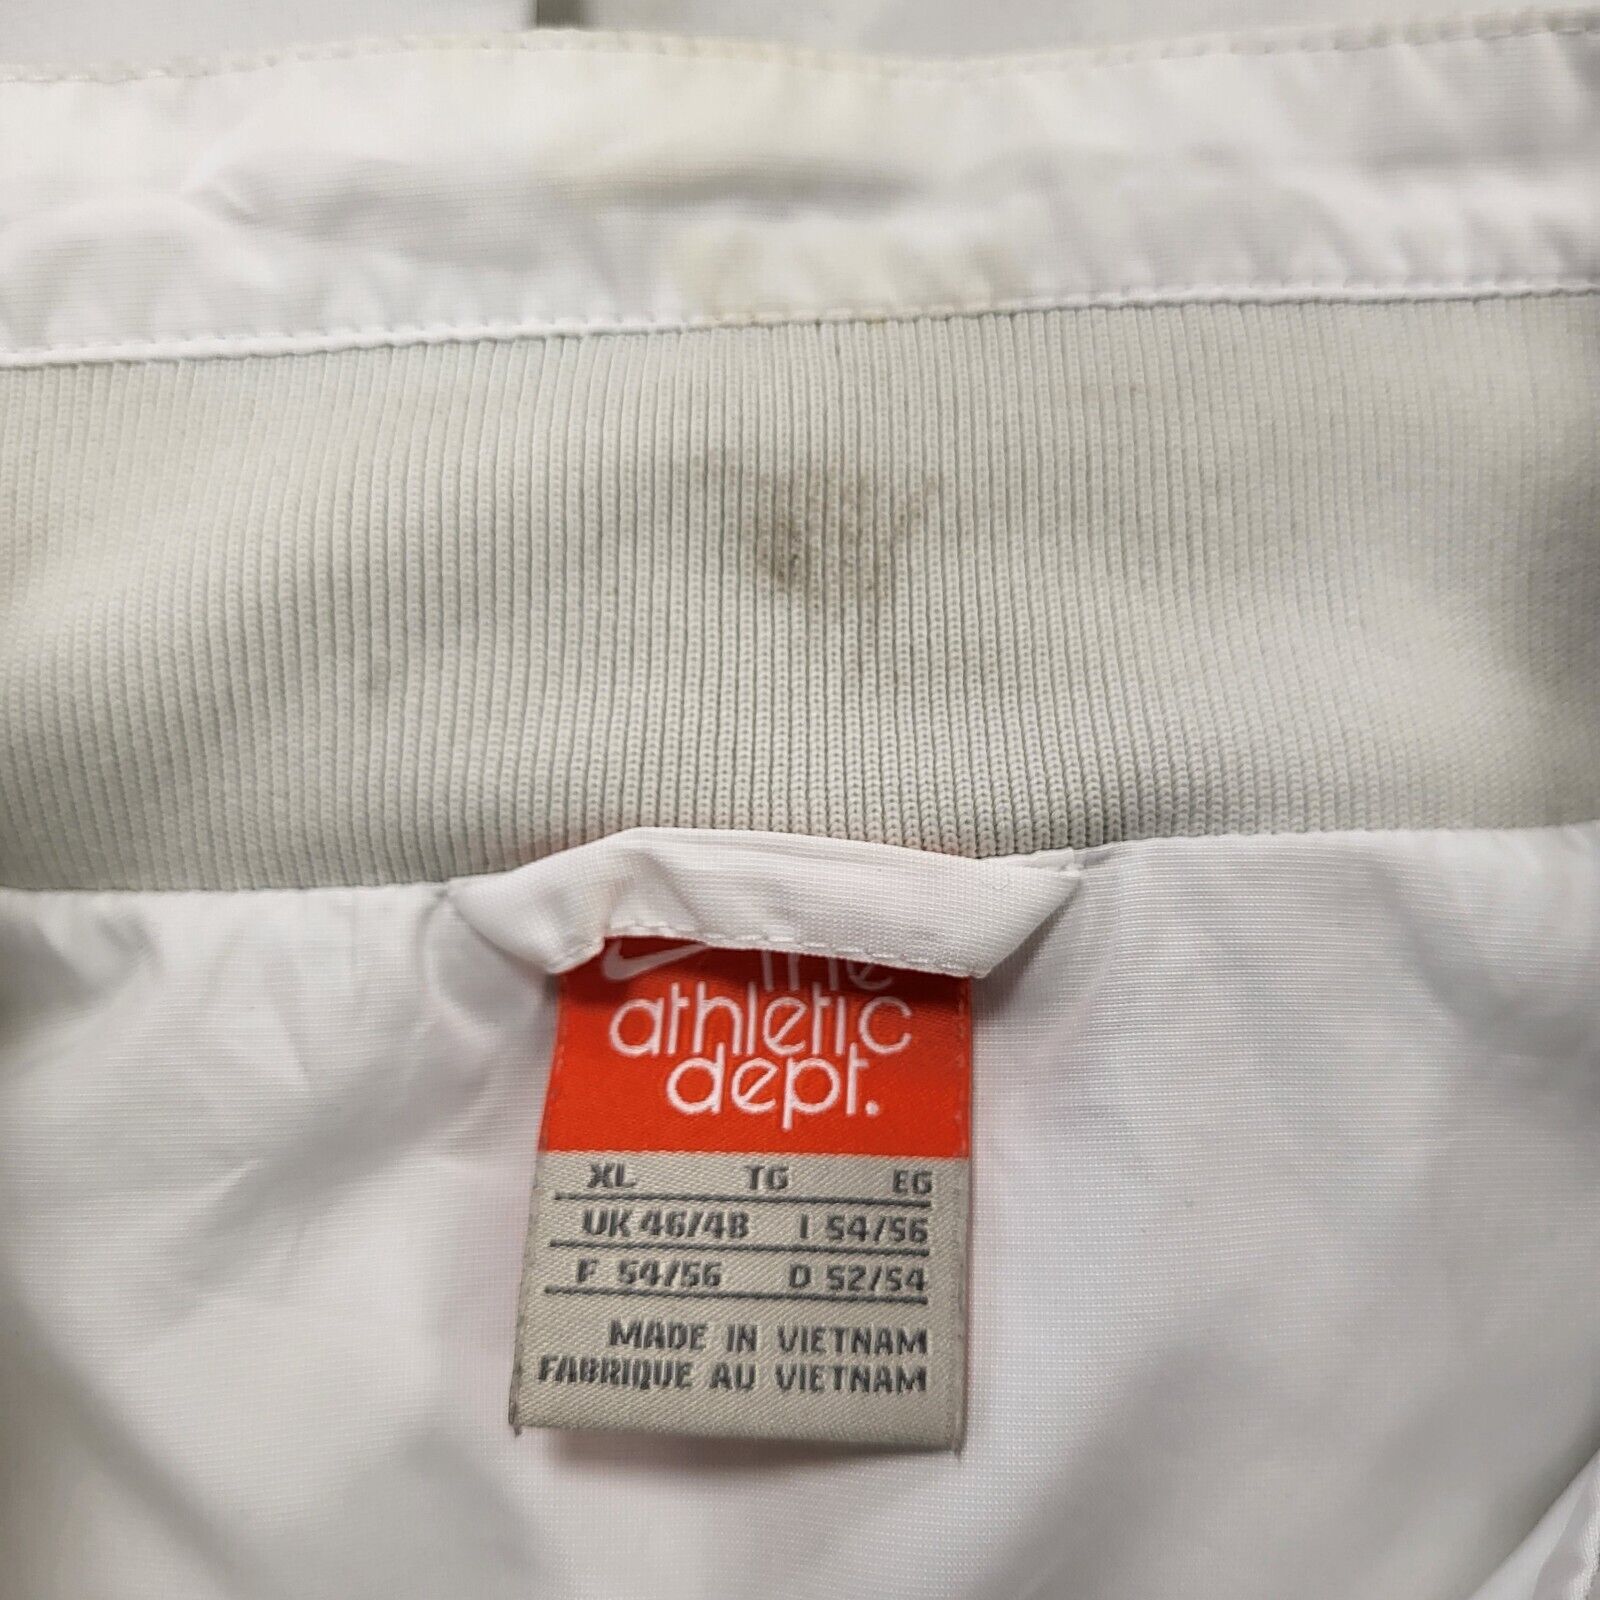 the
athletic
dept.
XL TG EG
UK 46/48 I 54/56
F 54/56 D 52/54
MADE IN VIETNAM
FABRIQUE AU VIETNAM